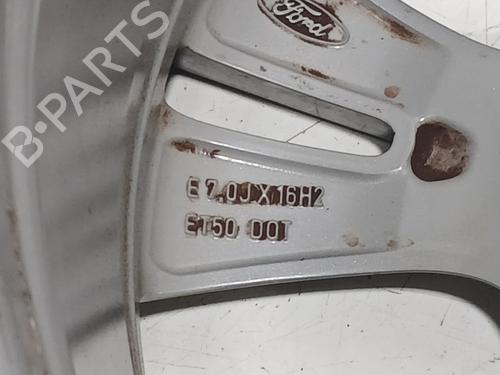 Ford
B-PARTS
E 7.0J X 16H2
ET50 DOT